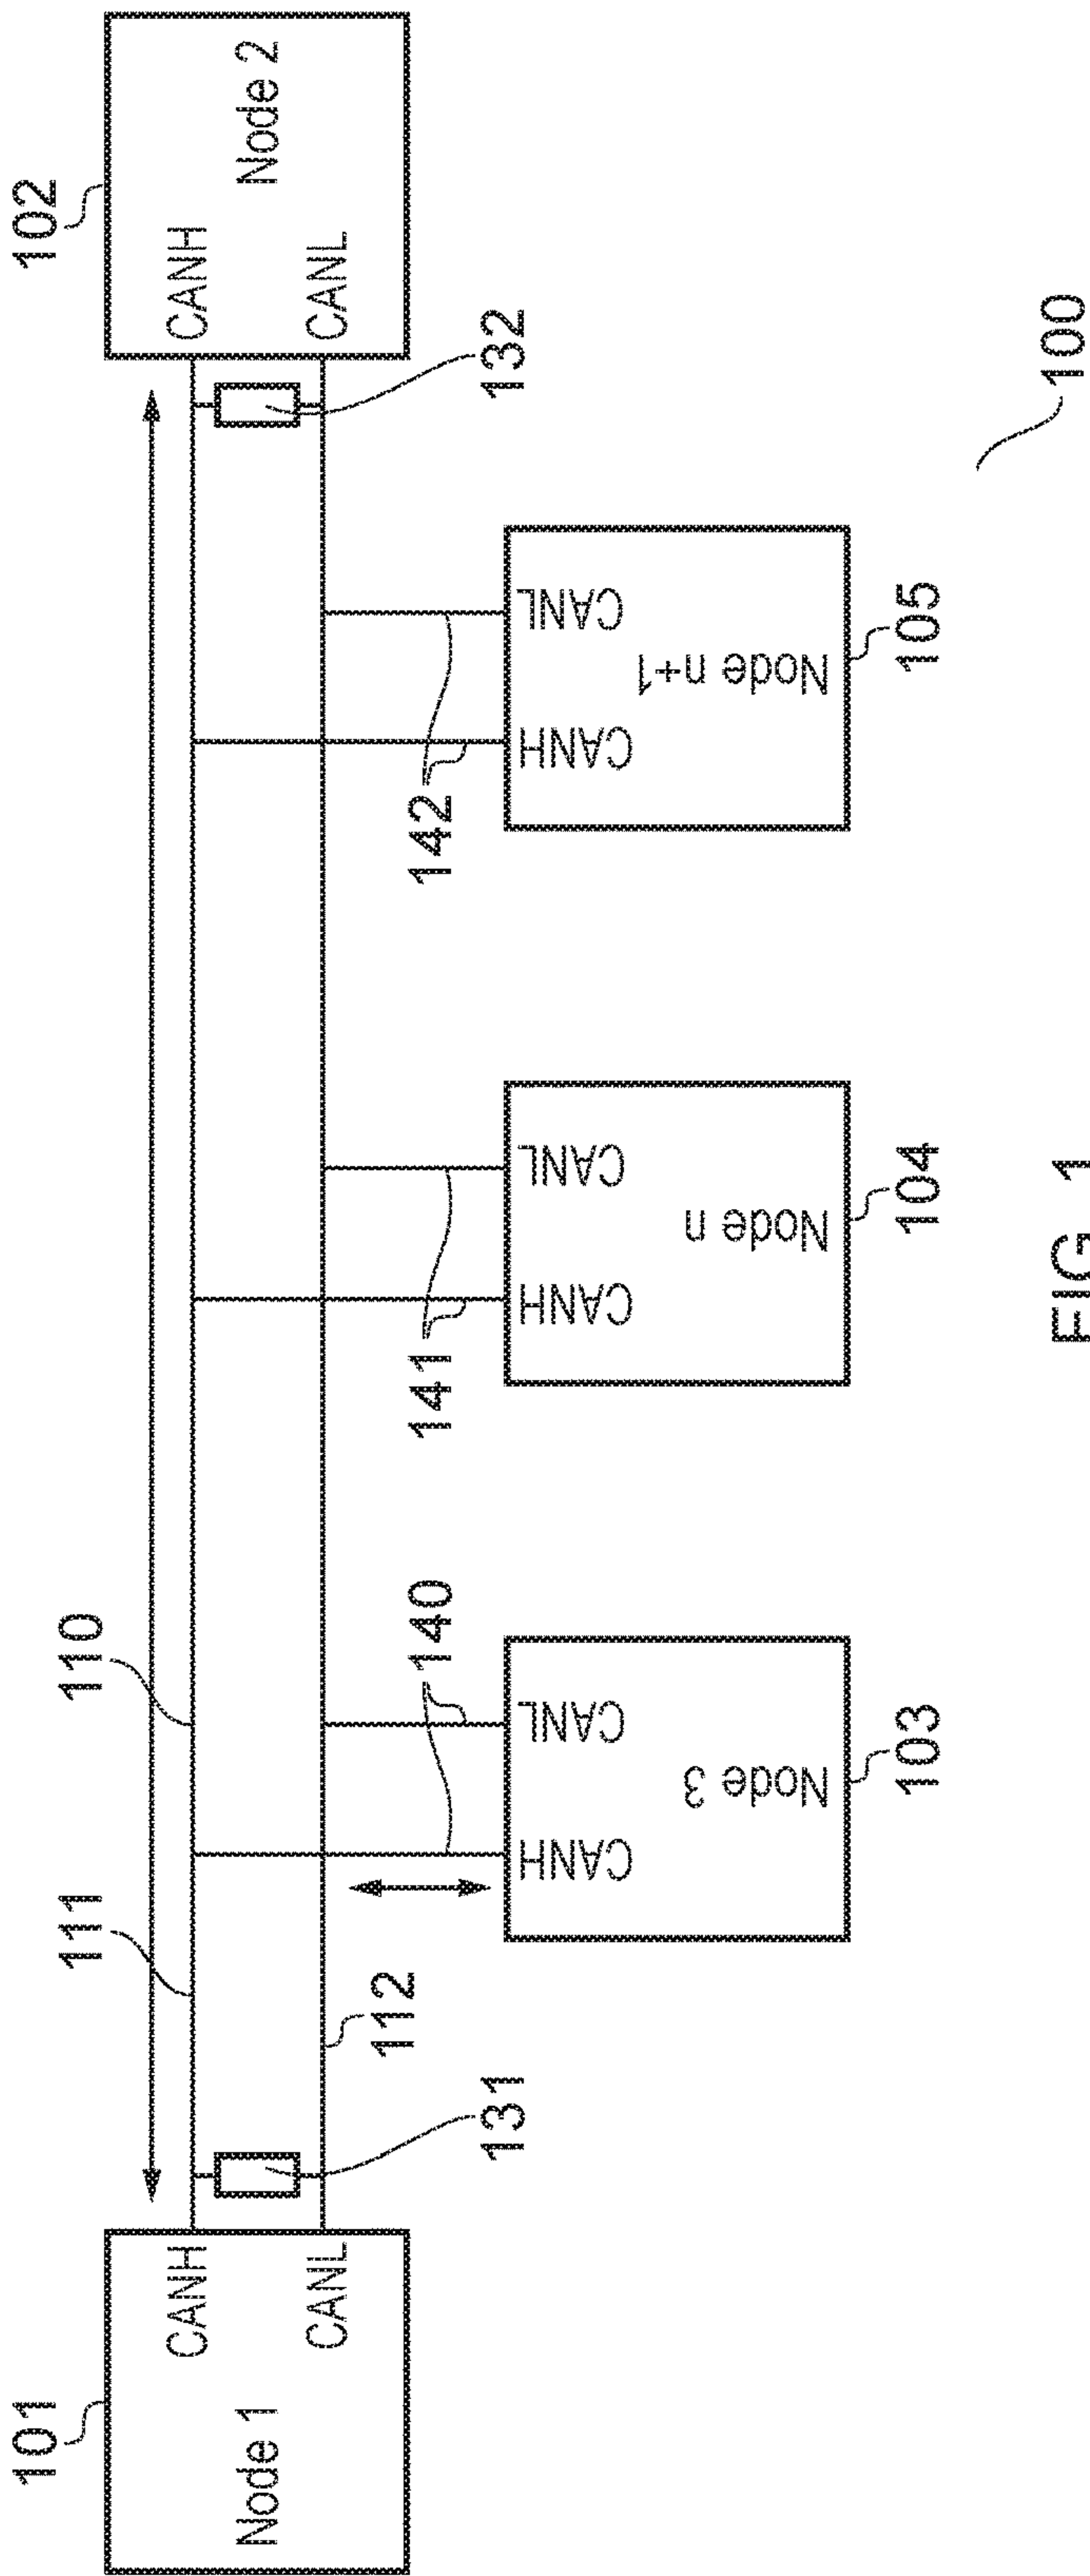 101
Node 1
CANH
CANL
131
111
110
112
102
CANH
CANL
Node 2
132
140
CANH
CANL
Node 3
103
141
CANH
CANL
Node n
104
142
CANH
CANL
Node n+1
105
100
FIG. 1